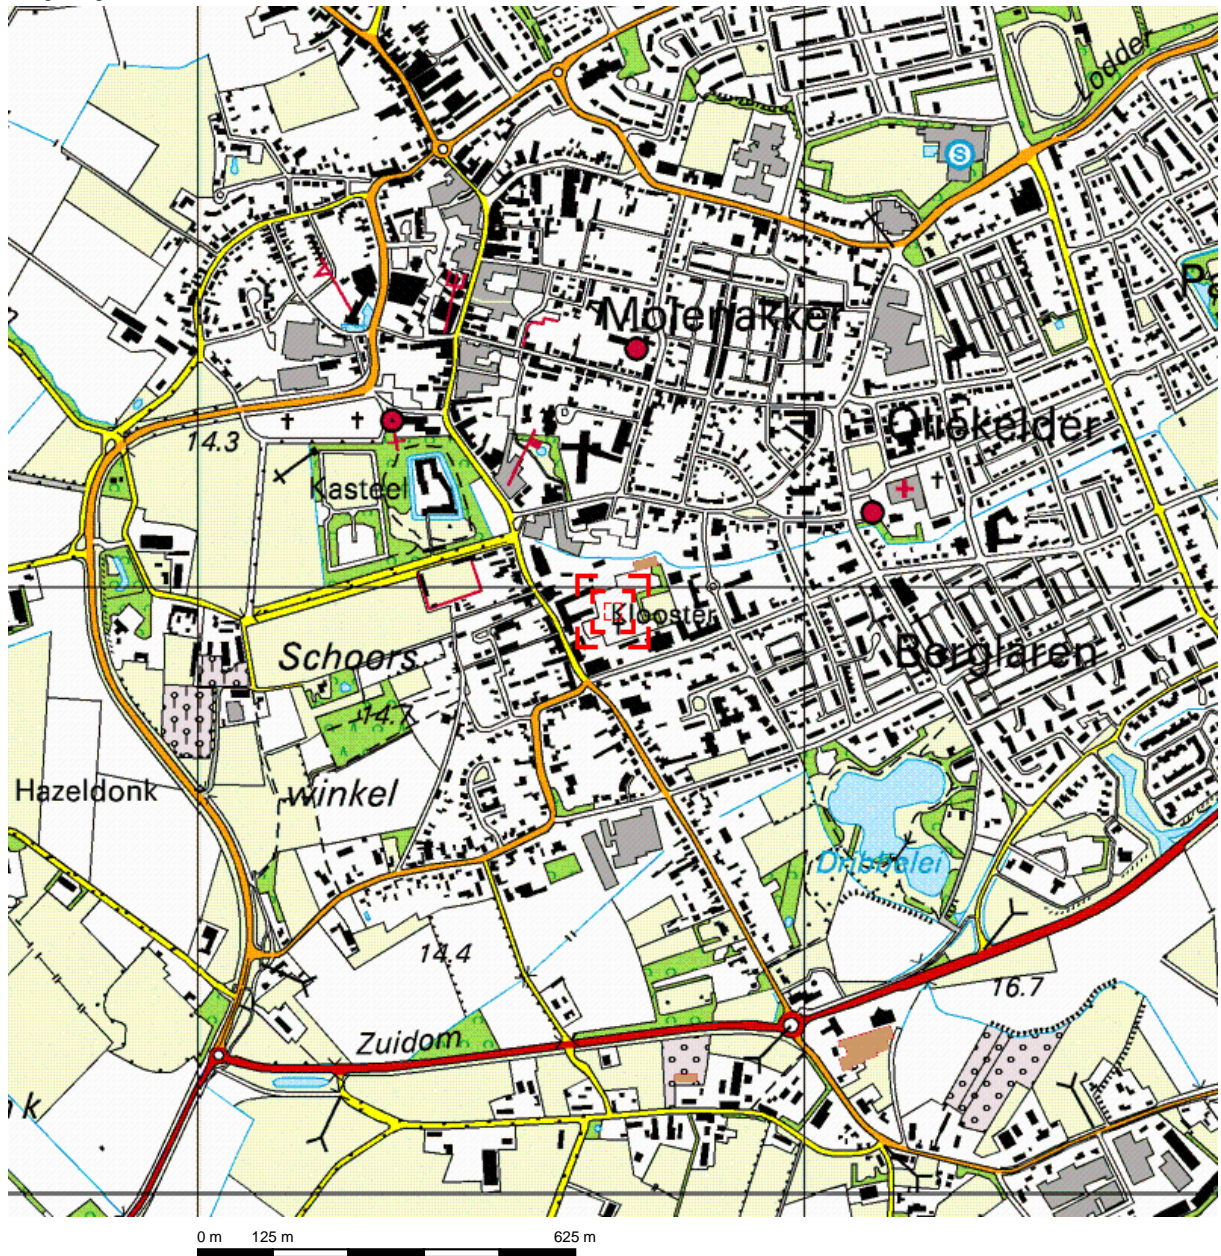 Lodder
S
Molenakker
14.3
Oliekelder
Kasteel
Klooster
Schoors
Berglaren
14.7
Hazeldonk
winkel
Dribbelei
14.4
16.7
Zuidom
0 m 125 m 625 m